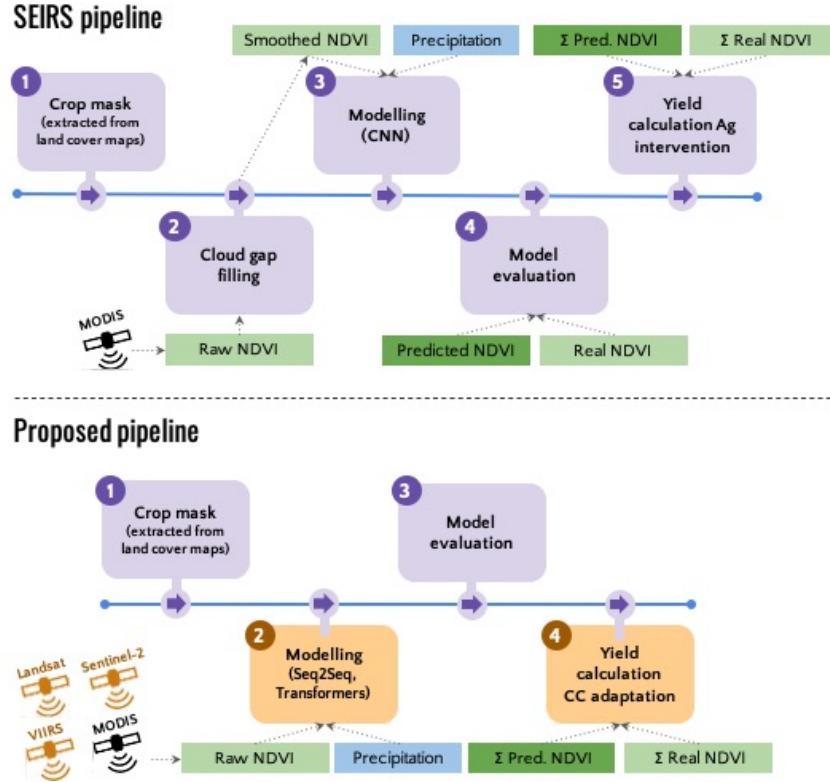 SEIRS pipeline
Smoothed NDVI
Precipitation
Σ Pred. NDVI
Σ Real NDVI
1
Crop mask
(extracted from
land cover maps)
3
Modelling
(CNN)
5
Yield
calculation Ag
intervention
2
Cloud gap
filling
4
Model
evaluation
MODIS
Raw NDVI
Predicted NDVI
Real NDVI
Proposed pipeline
1
Crop mask
(extracted from
land cover maps)
3
Model
evaluation
2
Modelling
(Seq2Seq,
Transformers)
4
Yield
calculation
CC adaptation
Landsat
Sentinel-2
VIIRS
MODIS
Raw NDVI
Precipitation
Σ Pred. NDVI
Σ Real NDVI